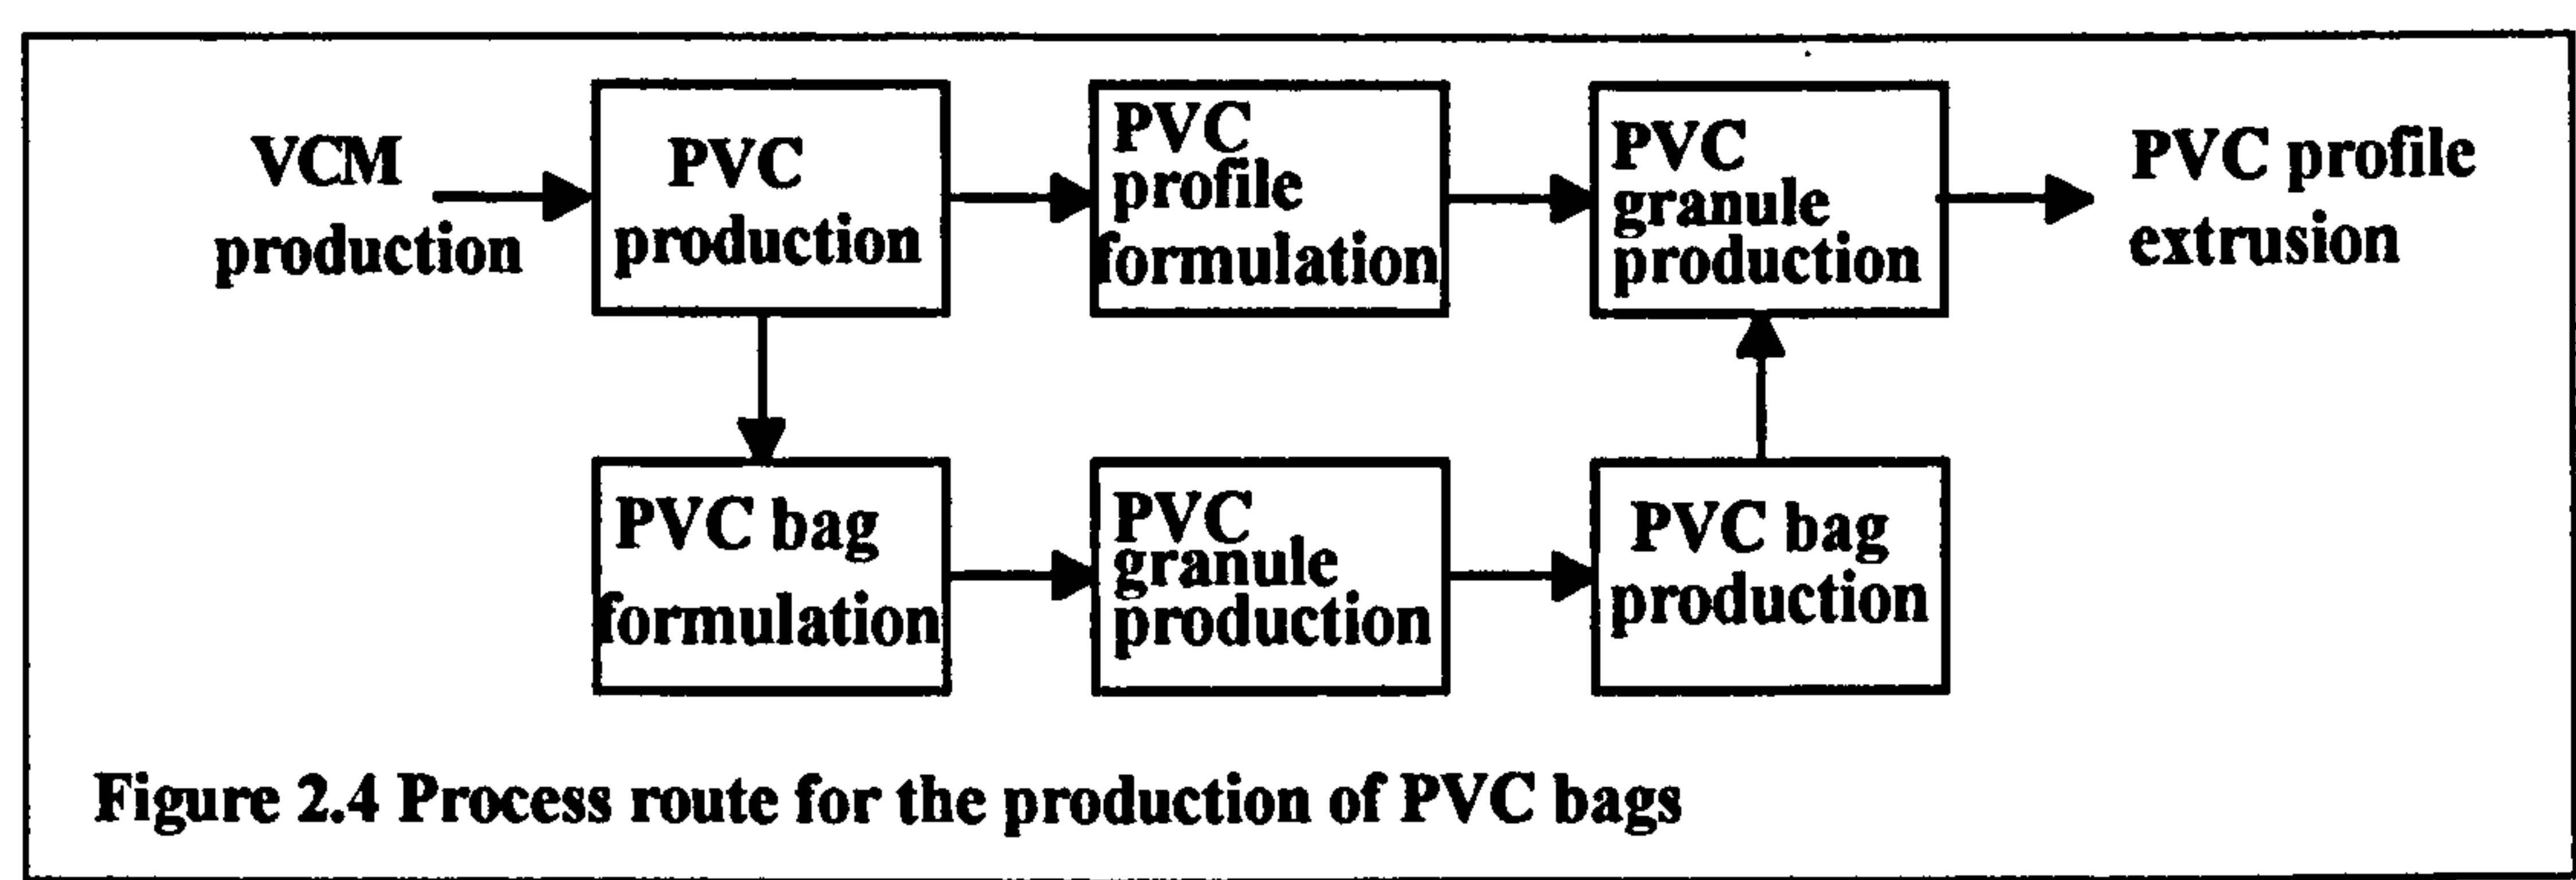 VCM
production
PVC
production
PVC
profile
formulation
PVC
granule
production
PVC profile
extrusion
PVC bag
formulation
PVC
granule
production
PVC bag
production
Figure 2.4 Process route for the production of PVC bags